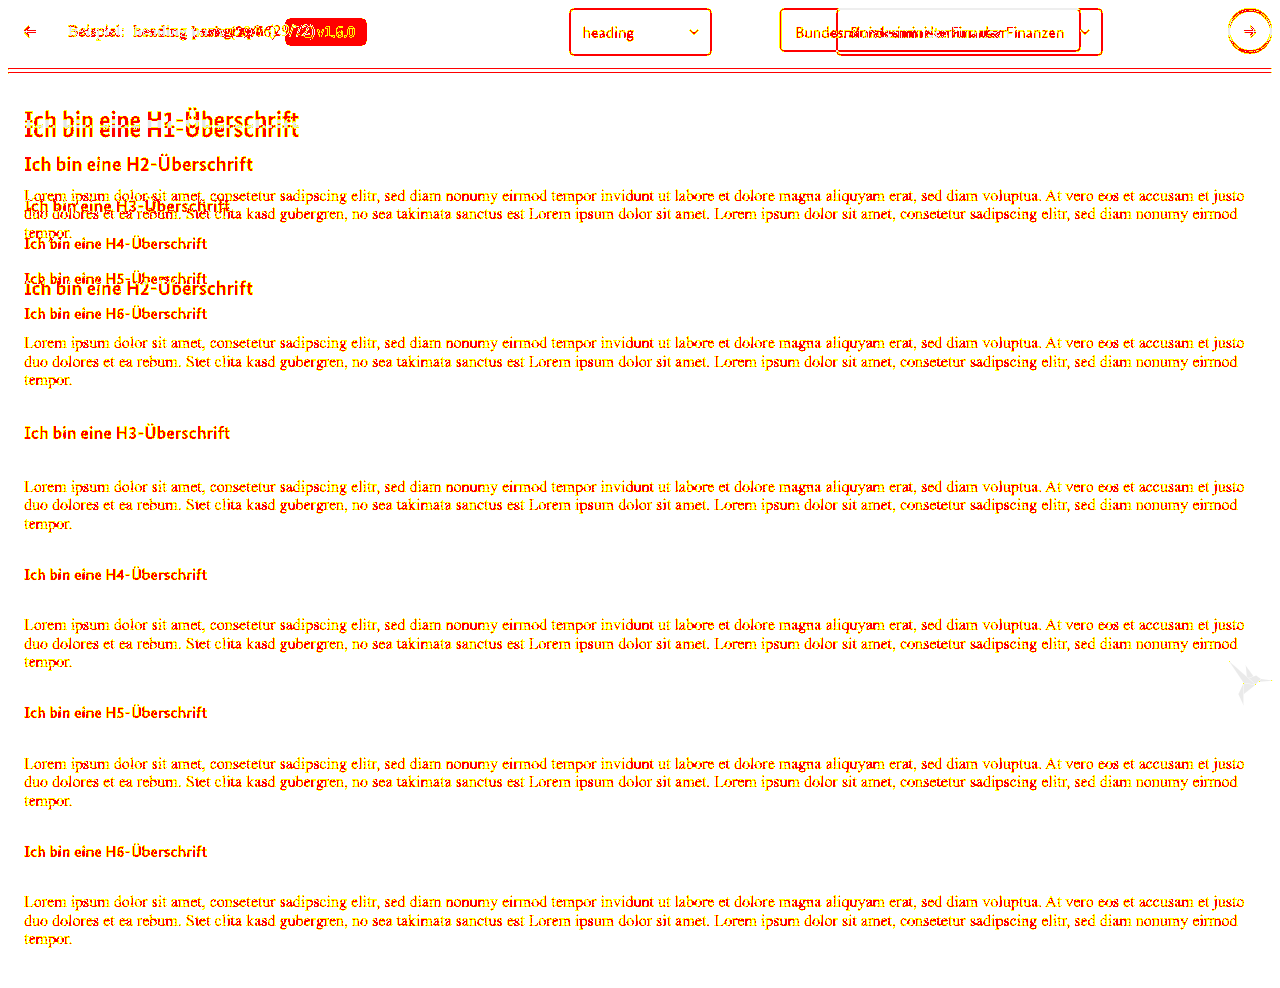 Beispiel: heading v1.6.0
heading
Finanzen
Ich bin eine H1-Überschrift
Ich bin eine H1-Überschrift
Ich bin eine H2-Überschrift
Lorem ipsum dolor sit amet, consetetur sadipscing elitr, sed diam nonumy eirmod tempor invidunt ut labore et dolore magna aliquyam erat, sed diam voluptua. At vero eos et accusam et justo
Ich bin eine H3-Überschrift
duo dolores et ea rebum. Stet clita kasd gubergren, no sea takimata sanctus est Lorem ipsum dolor sit amet. Lorem ipsum dolor sit amet, consetetur sadipscing elitr, sed diam nonumy eirmod
tempor.
Ich bin eine H4-Überschrift
Ich bin eine H5-Überschrift
Ich bin eine H2-Überschrift
Ich bin eine H6-Überschrift
Lorem ipsum dolor sit amet, consetetur sadipscing elitr, sed diam nonumy eirmod tempor invidunt ut labore et dolore magna aliquyam erat, sed diam voluptua. At vero eos et accusam et justo
duo dolores et ea rebum. Stet clita kasd gubergren, no sea takimata sanctus est Lorem ipsum dolor sit amet. Lorem ipsum dolor sit amet, consetetur sadipscing elitr, sed diam nonumy eirmod
tempor.
Ich bin eine H3-Überschrift
Lorem ipsum dolor sit amet, consetetur sadipscing elitr, sed diam nonumy eirmod tempor invidunt ut labore et dolore magna aliquyam erat, sed diam voluptua. At vero eos et accusam et justo
duo dolores et ea rebum. Stet clita kasd gubergren, no sea takimata sanctus est Lorem ipsum dolor sit amet. Lorem ipsum dolor sit amet, consetetur sadipscing elitr, sed diam nonumy eirmod
tempor.
Ich bin eine H4-Überschrift
Lorem ipsum dolor sit amet, consetetur sadipscing elitr, sed diam nonumy eirmod tempor invidunt ut labore et dolore magna aliquyam erat, sed diam voluptua. At vero eos et accusam et justo
duo dolores et ea rebum. Stet clita kasd gubergren, no sea takimata sanctus est Lorem ipsum dolor sit amet. Lorem ipsum dolor sit amet, consetetur sadipscing elitr, sed diam nonumy eirmod
tempor.
Ich bin eine H5-Überschrift
Lorem ipsum dolor sit amet, consetetur sadipscing elitr, sed diam nonumy eirmod tempor invidunt ut labore et dolore magna aliquyam erat, sed diam voluptua. At vero eos et accusam et justo
duo dolores et ea rebum. Stet clita kasd gubergren, no sea takimata sanctus est Lorem ipsum dolor sit amet. Lorem ipsum dolor sit amet, consetetur sadipscing elitr, sed diam nonumy eirmod
tempor.
Ich bin eine H6-Überschrift
Lorem ipsum dolor sit amet, consetetur sadipscing elitr, sed diam nonumy eirmod tempor invidunt ut labore et dolore magna aliquyam erat, sed diam voluptua. At vero eos et accusam et justo
duo dolores et ea rebum. Stet clita kasd gubergren, no sea takimata sanctus est Lorem ipsum dolor sit amet. Lorem ipsum dolor sit amet, consetetur sadipscing elitr, sed diam nonumy eirmod
tempor.